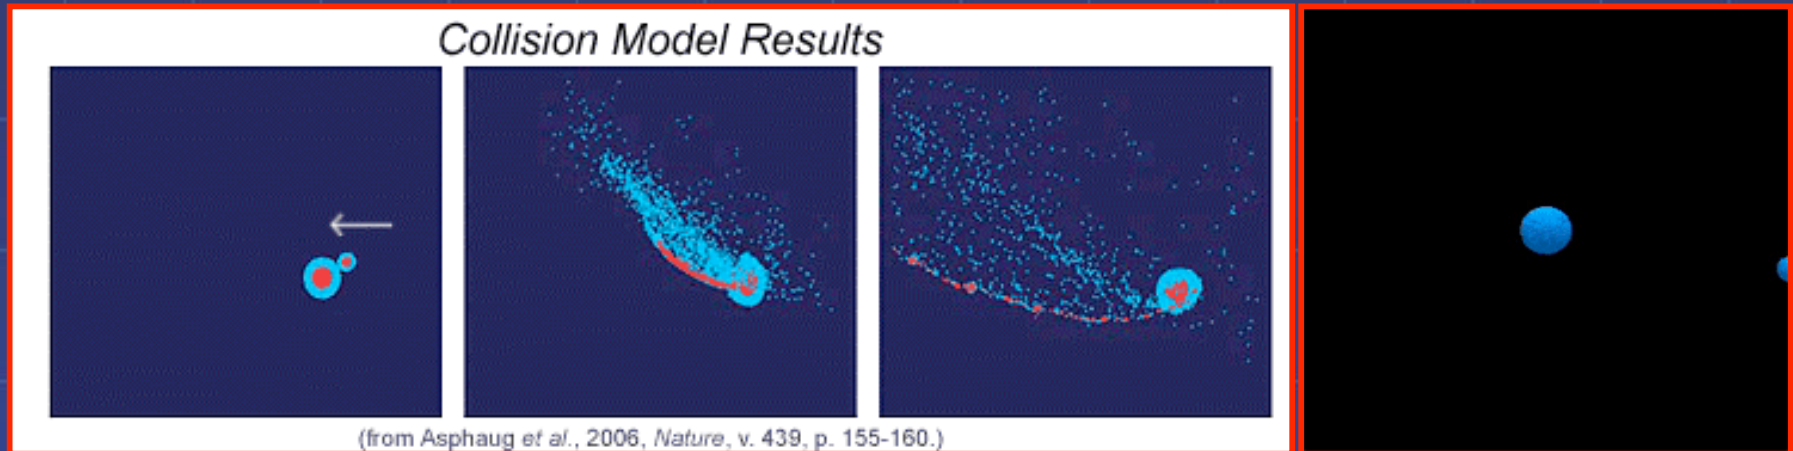 Collision Model Results
(from Asphaug et al., 2006, Nature, v. 439, p. 155-160.)